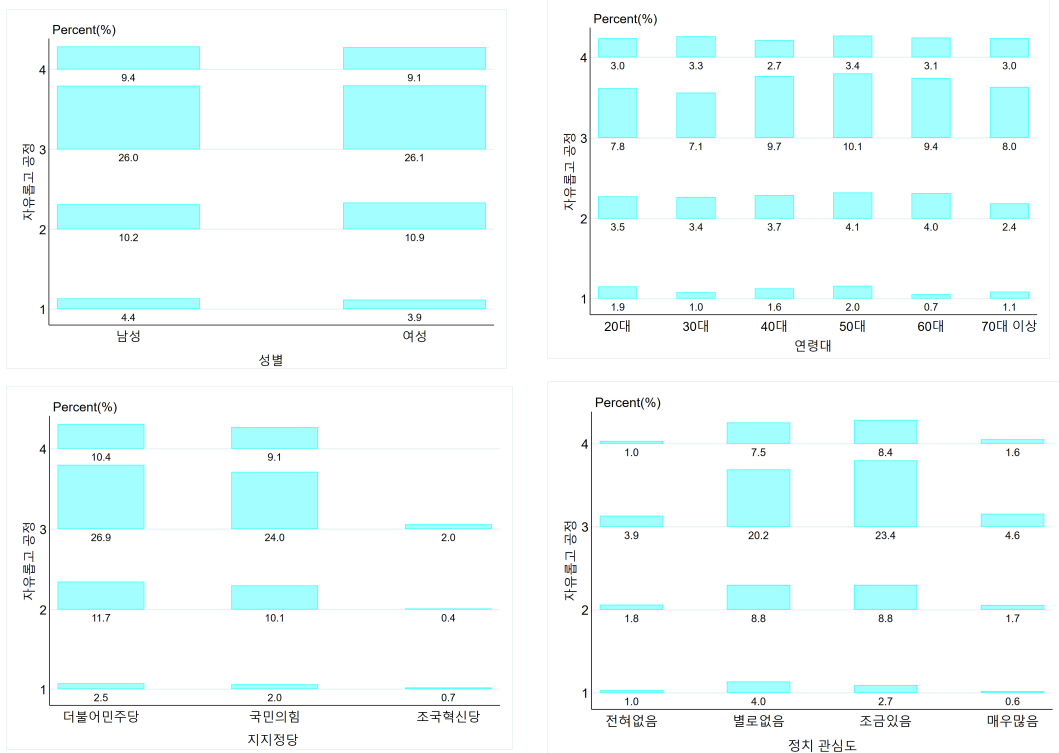 Percent(%)
자유롭고 공정
4
9.4
9.1
3
26.0
26.1
2
10.2
10.9
1
4.4
3.9
남성
여성
성별
Percent(%)
자유롭고 공정
4
3.0
3.3
2.7
3.4
3.1
3.0
3
7.8
7.1
9.7
10.1
9.4
8.0
2
3.5
3.4
3.7
4.1
4.0
2.4
1
1.9
1.0
1.6
2.0
0.7
1.1
20대
30대
40대
50대
60대
70대 이상
연령대
Percent(%)
자유롭고 공정
4
10.4
9.1
3
26.9
24.0
2.0
2
11.7
10.1
0.4
1
2.5
2.0
0.7
더불어민주당
국민의힘
조국혁신당
지지정당
Percent(%)
자유롭고 공정
4
1.0
7.5
8.4
1.6
3
3.9
20.2
23.4
4.6
2
1.8
8.8
8.8
1.7
1
1.0
4.0
2.7
0.6
전혀없음
별로없음
조금있음
매우많음
정치 관심도